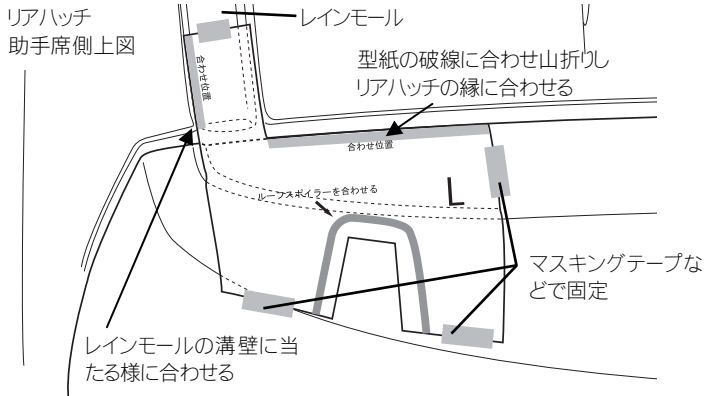 リアハッチ
助手席側上図
レインモール
型紙の破線に合わせ山折りし
リアハッチの縁に合わせる
合わせ位置
合わせ位置
L
ルーフスポイラーを合わせる
マスキングテープな
どで固定
レインモールの溝壁に当
たる様に合わせる